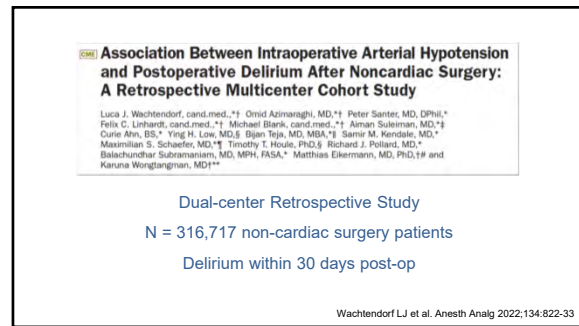 CME Association Between Intraoperative Arterial Hypotension
and Postoperative Delirium After Noncardiac Surgery:
A Retrospective Multicenter Cohort Study
Luca J. Wachtendorf, cand.med.,*† Omid Azimaraghi, MD,*† Peter Santer, MD, DPhil,*
Felix C. Linhardt, cand.med.,*† Michael Blank, cand.med.,*† Aiman Suleiman, MD,*‡
Curie Ahn, BS,* Ying H. Low, MD,§ Bijan Teja, MD, MBA,*‖ Samir M. Kendale, MD,*
Maximilian S. Schaefer, MD,*¶ Timothy T. Houle, PhD,§ Richard J. Pollard, MD,*
Balachundhar Subramaniam, MD, MPH, FASA,* Matthias Eikermann, MD, PhD,†# and
Karuna Wongtangman, MD†**
Dual-center Retrospective Study
N = 316,717 non-cardiac surgery patients
Delirium within 30 days post-op
Wachtendorf LJ et al. Anesth Analg 2022;134:822-33